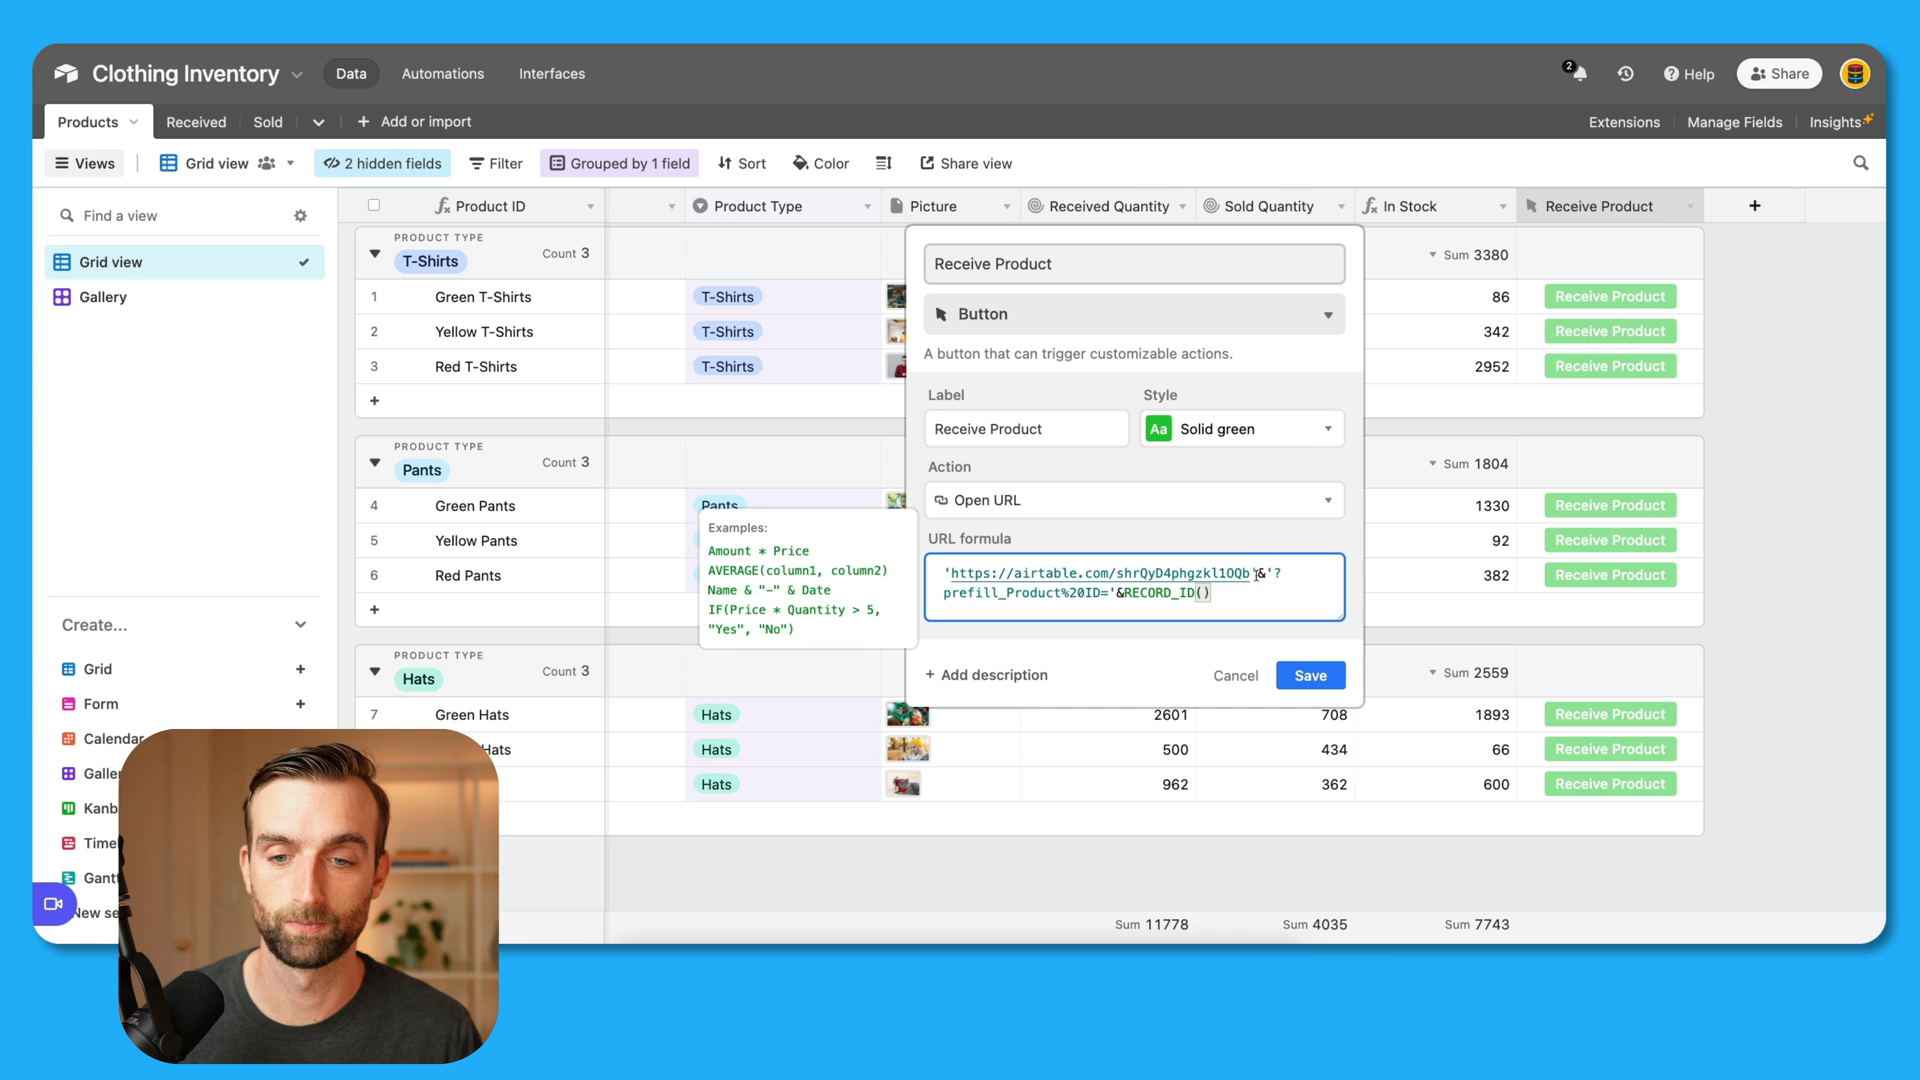 Clothing Inventory
Data
Automations
Interfaces
2
Help
Share
Products
Received
Sold
+ Add or import
Extensions
Manage Fields
Insights
Views
Grid view
2 hidden fields
Filter
Grouped by 1 field
Sort
Color
Share view
Find a view
Grid view
Gallery
Product ID
Product Type
Picture
Received Quantity
Sold Quantity
In Stock
Receive Product
+
PRODUCT TYPE
T-Shirts
Count 3
Sum 3380
1 Green T-Shirts T-Shirts 86 Receive Product
2 Yellow T-Shirts T-Shirts 342 Receive Product
3 Red T-Shirts T-Shirts 2952 Receive Product
+
PRODUCT TYPE
Pants
Count 3
Sum 1804
4 Green Pants Pants 1330 Receive Product
5 Yellow Pants 92 Receive Product
6 Red Pants 382 Receive Product
+
PRODUCT TYPE
Hats
Count 3
Sum 2559
7 Green Hats Hats 2601 708 1893 Receive Product
Hats Hats 500 434 66 Receive Product
Hats 962 362 600 Receive Product
Sum 11778
Sum 4035
Sum 7743
Receive Product
Button
A button that can trigger customizable actions.
Label
Style
Receive Product
Aa Solid green
Action
Open URL
URL formula
'https://airtable.com/shrQyD4phgzkl1OQb'&'?
prefill_Product%20ID='&RECORD_ID()
+ Add description
Cancel
Save
Examples:
Amount * Price
AVERAGE(column1, column2)
Name & "-" & Date
IF(Price * Quantity > 5,
"Yes", "No")
Create...
Grid +
Form +
Calendar
Galle
Kanb
Time
Gantt
New se